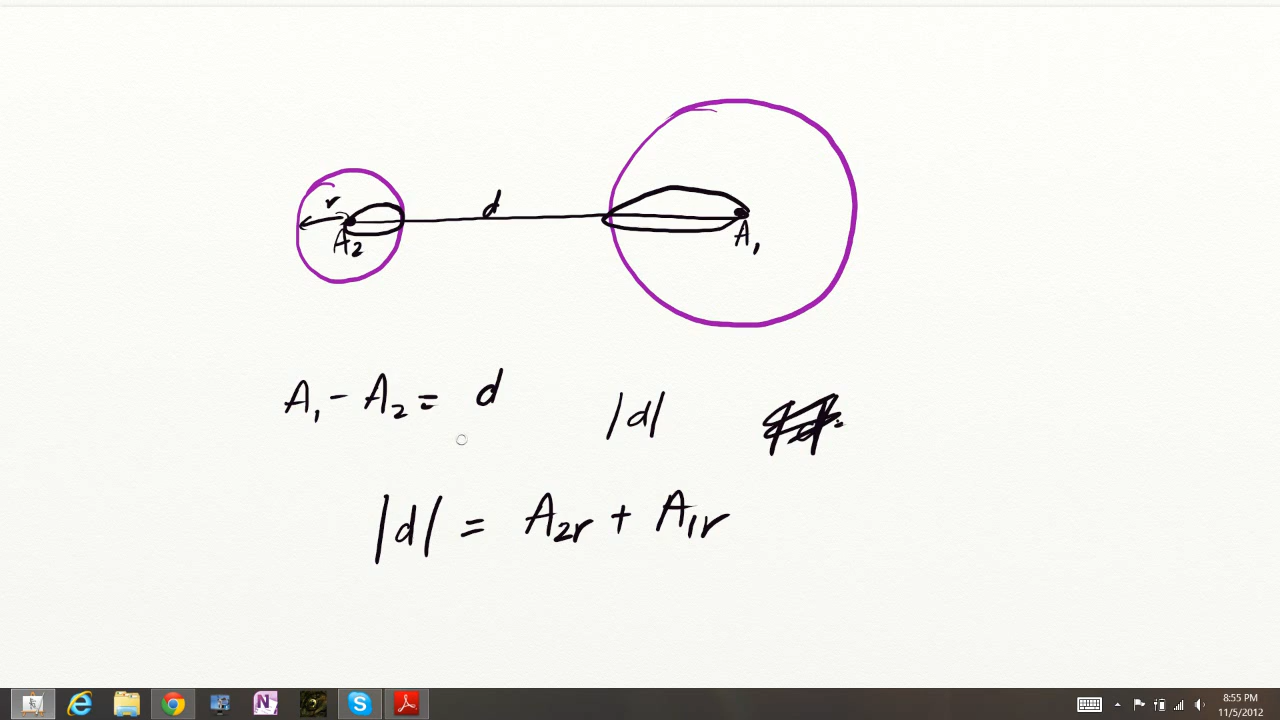 r
d
A₂
A₁
A₁ - A₂ = d
|d|
|d| = A₂r + A₁r
8:55 PM
11/5/2012